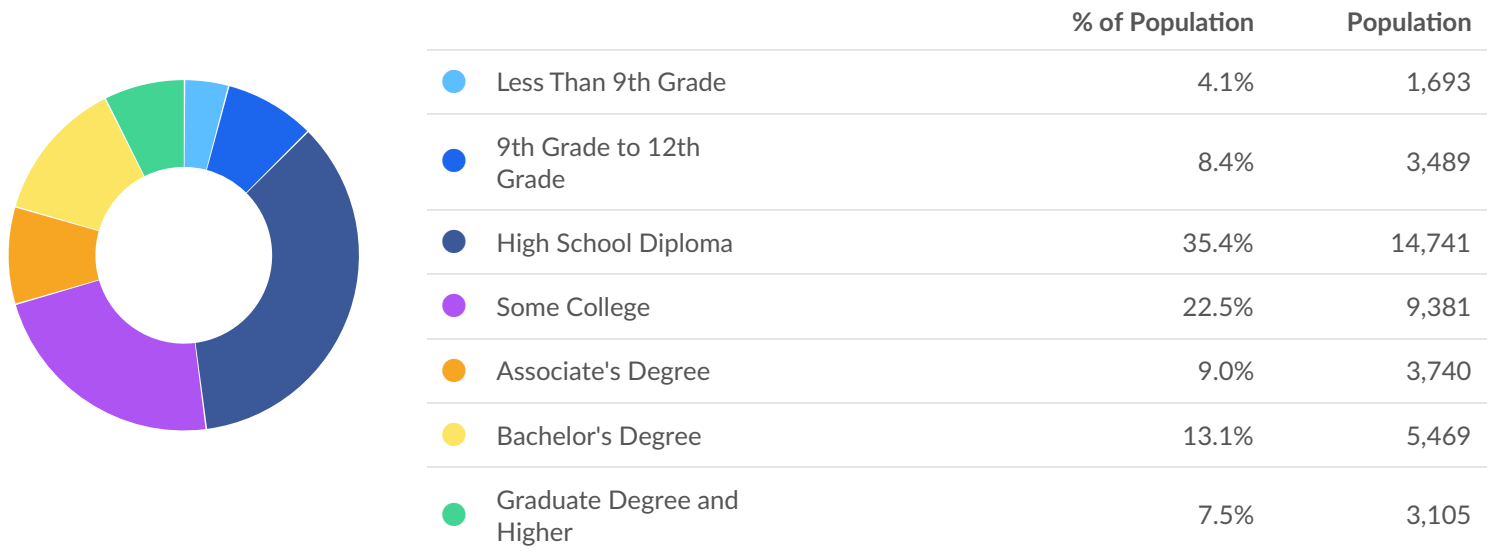 % of Population Population
Less Than 9th Grade 4.1% 1,693
9th Grade to 12th
Grade 8.4% 3,489
High School Diploma 35.4% 14,741
Some College 22.5% 9,381
Associate's Degree 9.0% 3,740
Bachelor's Degree 13.1% 5,469
Graduate Degree and
Higher 7.5% 3,105